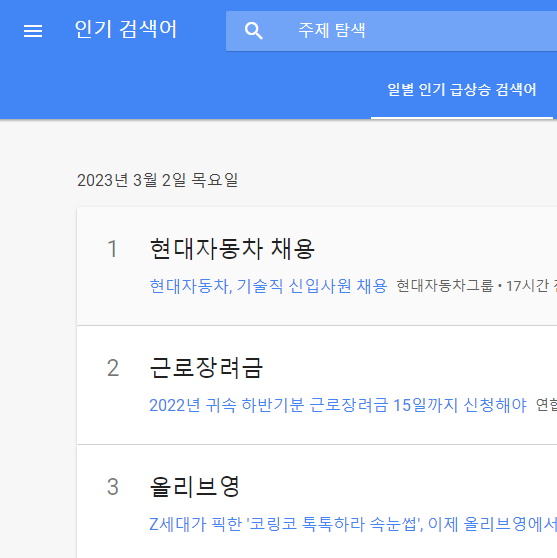 인기 검색어
주제 탐색
일별 인기 급상승 검색어
2023년 3월 2일 목요일
1 현대자동차 채용
현대자동차, 기술직 신입사원 채용 현대자동차그룹 • 17시간
2 근로장려금
2022년 귀속 하반기분 근로장려금 15일까지 신청해야
3 올리브영
Z세대가 픽한 '코링코 톡톡하라 속눈썹', 이제 올리브영에서